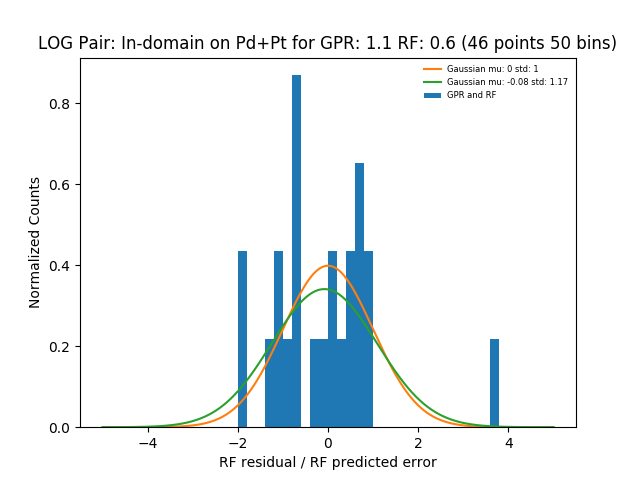 LOG Pair: In-domain on Pd+Pt for GPR: 1.1 RF: 0.6 (46 points 50 bins)
Gaussian mu: 0 std: 1
Gaussian mu: -0.08 std: 1.17
GPR and RF
Normalized Counts
0.8
0.6
0.4
0.2
0.0
−4 −2 0 2 4
RF residual / RF predicted error